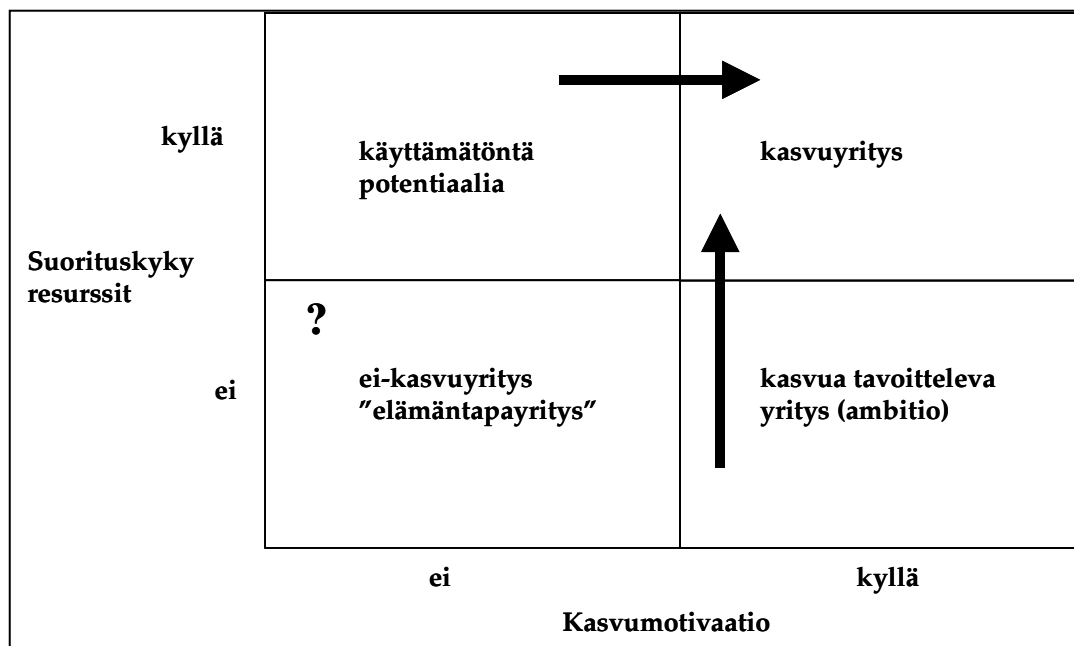 kyllä
käyttämätöntä
potentiaalia
kasvuyritys
Suorituskyky
resurssit
?
ei
ei-kasvuyritys
”elämäntapayritys”
kasvua tavoitteleva
yritys (ambitio)
ei
kyllä
Kasvumotivaatio